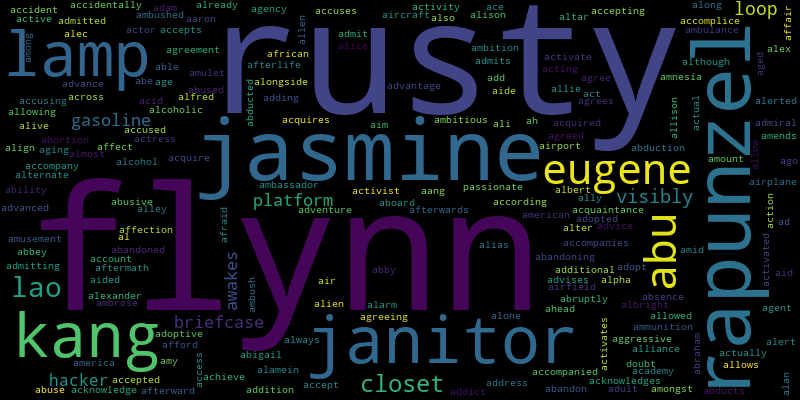 accident accidentally adam agency accuses activity ace along affair
active admitted ambushed aaron already aircraft also alison altar accepting accomplice loop
alec actor accepts allen admit ambition ambulance
lamp rusty
among agreement african alice admits activate although alex
able afterlife acting aged
advance abe age amulet alongside advantage add agree amnesia
accusing across acid abused alfred adding aide allie act agrees alerted
allowing gasoline alcoholic abducted acquires ambitious ali ah acquired allison actual admiral
alive abortion accused aim jasmine agreed abduction allow amends
align aging affect actress airport amount
almost alcohol acquire eugene ago
accompany
alternate ambassador activist aang passionate albert airplane
ability abusive platform aboard according ally visibly action
advanced alley afraid adventure afterwards american adopted acquaintance ad
amusement affection flynn alias alter advice abu rapunzel
abbey al abandoned accompanies amid activated
admitting account awakes abandoning
aftermath abby additional adopt aid
lao aided air advises alpha absence
alexander ambush alien alarm airfield abruptly albright agent
ambrose alone ahead allowed
kang briefcase agreeing ammunition
adoptive always janitor activates aggressive alert
afford alliance actually
america amy access abigail doubt abraham allows
hacker alamein accompanied academy
accepted achieve accept closet address acknowledges alan
abuse acknowledge afterward addition addict abandon adult amongst abducts